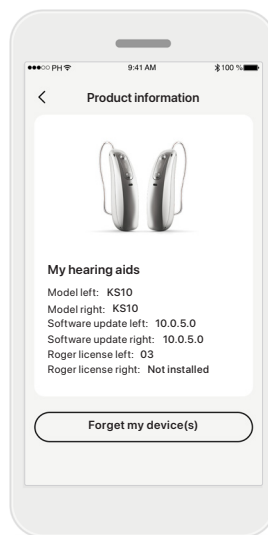 ●●●○○ PH 9:41 AM 100 %
Product information
My hearing aids
Model left: KS10
Model right: KS10
Software update left: 10.0.5.0
Software update right: 10.0.5.0
Roger license left: 03
Roger license right: Not installed
Forget my device(s)